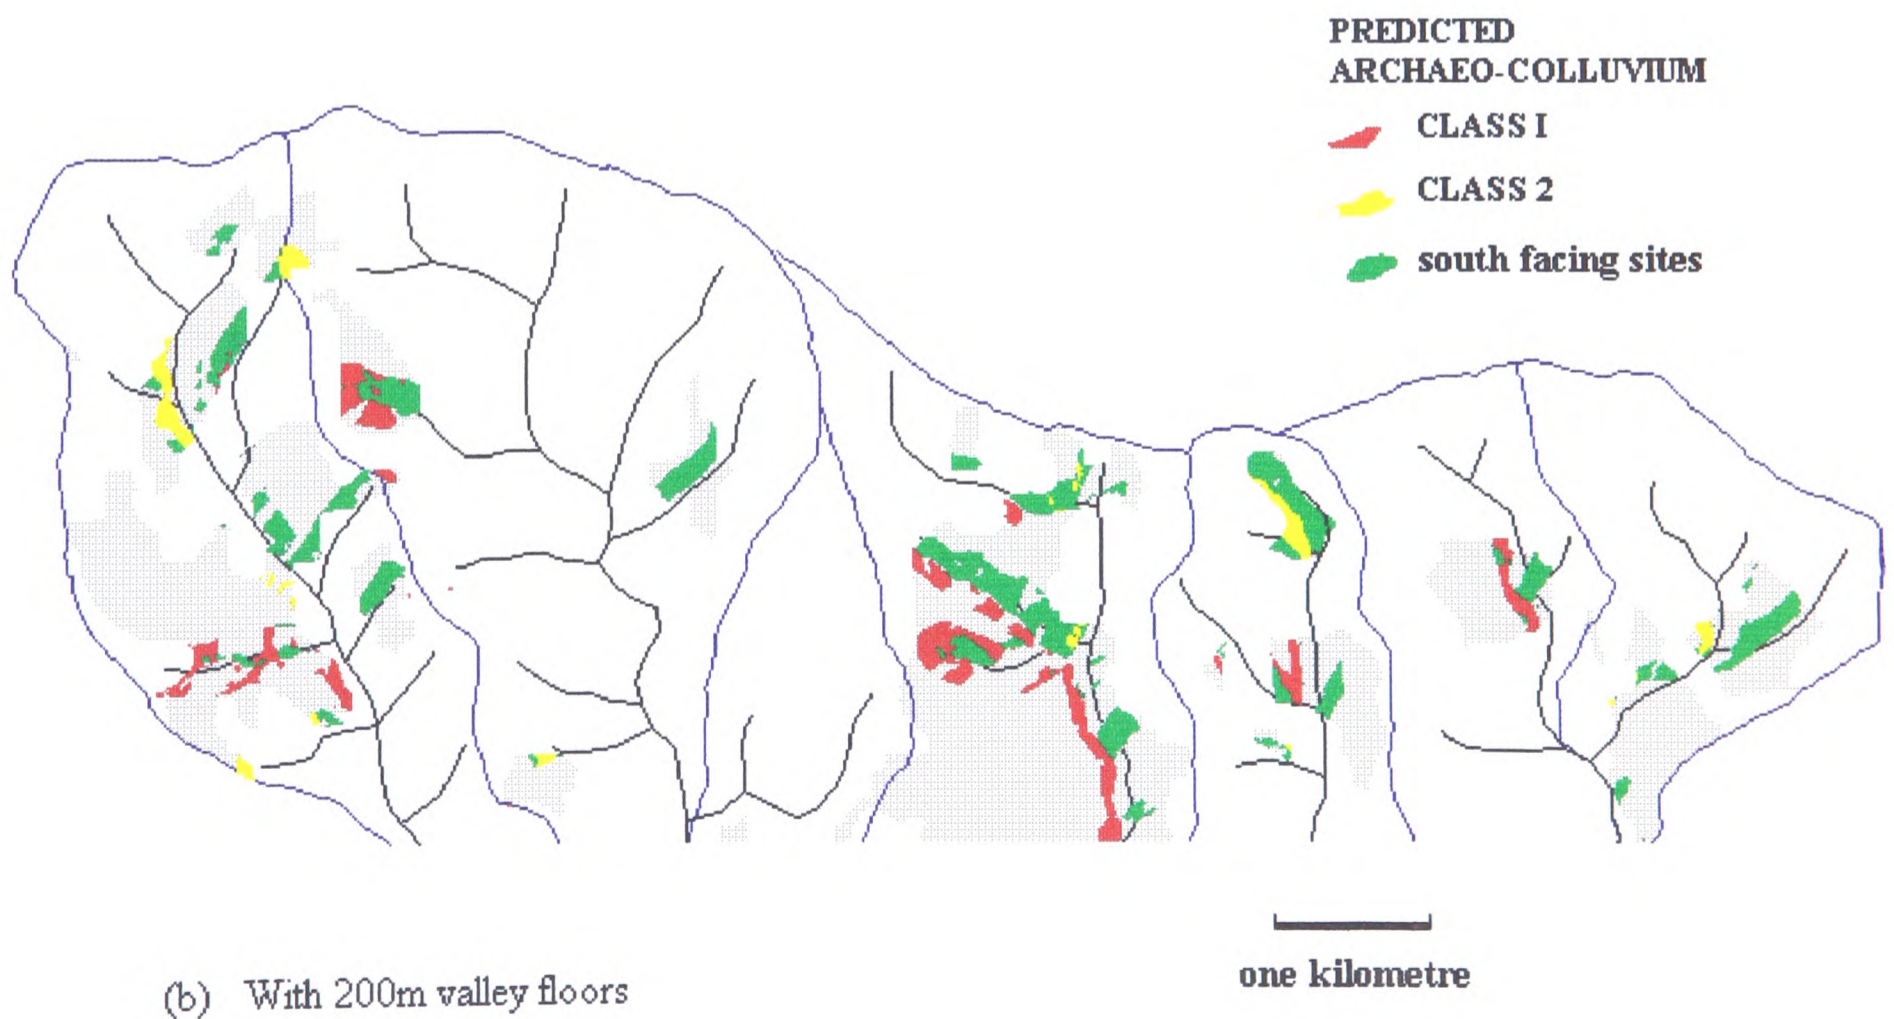 PREDICTED
ARCHAEO-COLLUVIUM
CLASS I
CLASS 2
south facing sites
one kilometre
(b) With 200m valley floors